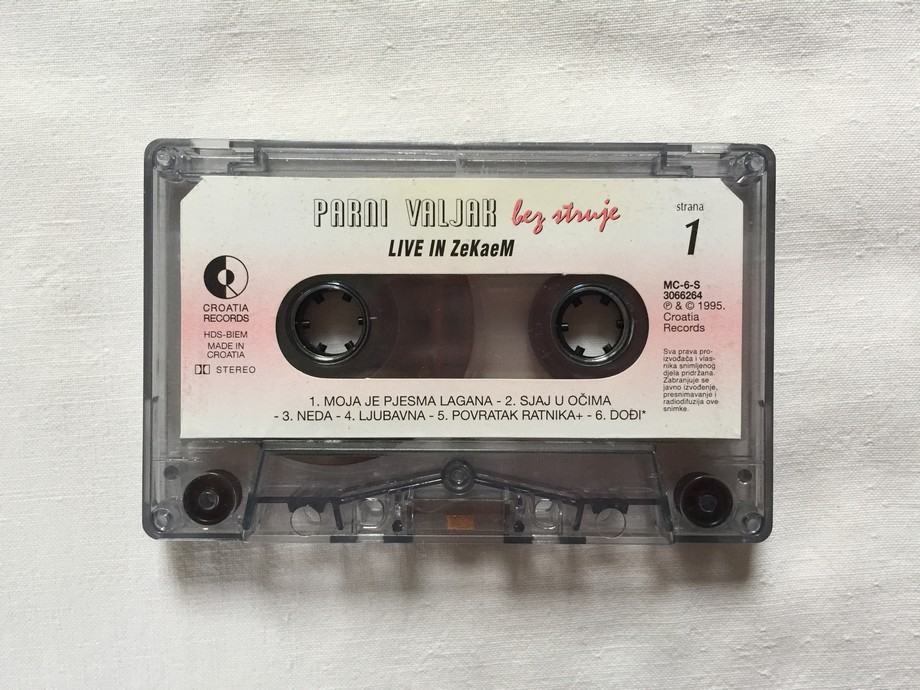 PARNI VALJAK bez struje
LIVE IN ZeKaeM
strana
1
CROATIA
RECORDS
HDS-BIEM
MADE IN
CROATIA
STEREO
MC-6-S
3066264
℗ & © 1995.
Croatia
Records
Sva prava pro-
izvođača i vlas-
nika snimljenog
djela pridržana.
Zabranjuje se
javno izvođenje,
presnimavanje i
radiodifuzija ove
snimke.
1. MOJA JE PJESMA LAGANA - 2. SJAJ U OČIMA
- 3. NEDA - 4. LJUBAVNA - 5. POVRATAK RATNIKA+ - 6. DOĐI*